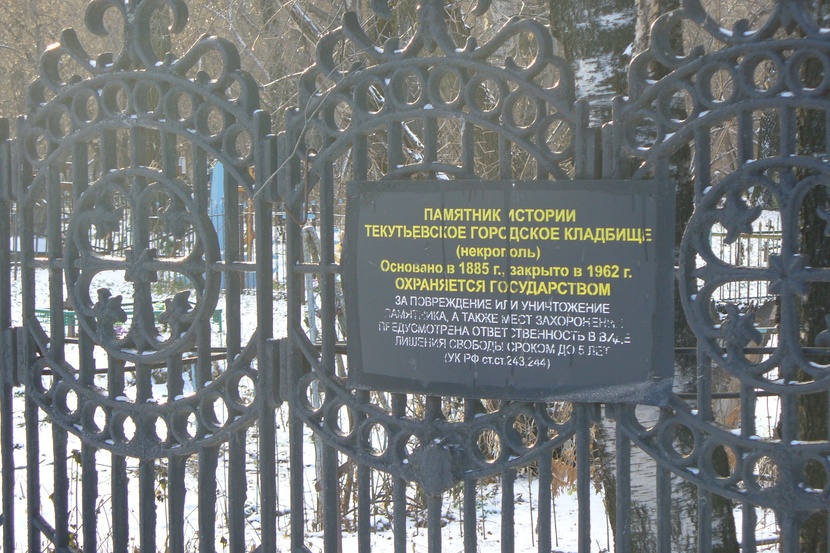 ПАМЯТНИК ИСТОРИИ
ТЕКУТЬЕВСКОЕ ГОРОДСКОЕ КЛАДБИЩЕ
(некрополь)
Основано в 1885 г., закрыто в 1962 г.
ОХРАНЯЕТСЯ ГОСУДАРСТВОМ
ЗА ПОВРЕЖДЕНИЕ ИЛИ УНИЧТОЖЕНИЕ
ПАМЯТНИКА, А ТАКЖЕ МЕСТ ЗАХОРОНЕНИЯ
ПРЕДУСМОТРЕНА ОТВЕТСТВЕННОСТЬ В ВИДЕ
ЛИШЕНИЯ СВОБОДЫ СРОКОМ ДО 5 ЛЕТ
(УК РФ ст.ст.243,244)